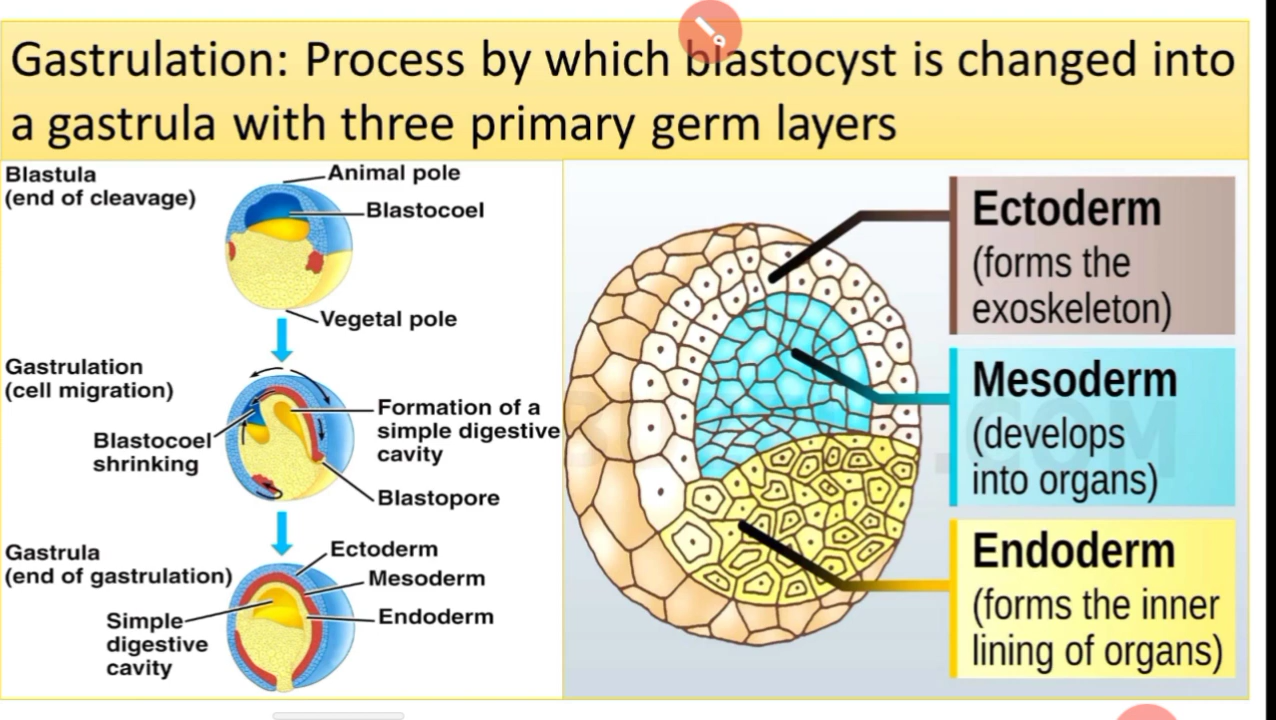 Gastrulation: Process by which blastocyst is changed into
a gastrula with three primary germ layers
Blastula
(end of cleavage)
Animal pole
Blastocoel
Vegetal pole
Gastrulation
(cell migration)
Blastocoel
shrinking
Formation of a
simple digestive
cavity
Blastopore
Gastrula
(end of gastrulation)
Ectoderm
Mesoderm
Endoderm
Simple
digestive
cavity
Ectoderm
(forms the
exoskeleton)
Mesoderm
(develops
into organs)
Endoderm
(forms the inner
lining of organs)